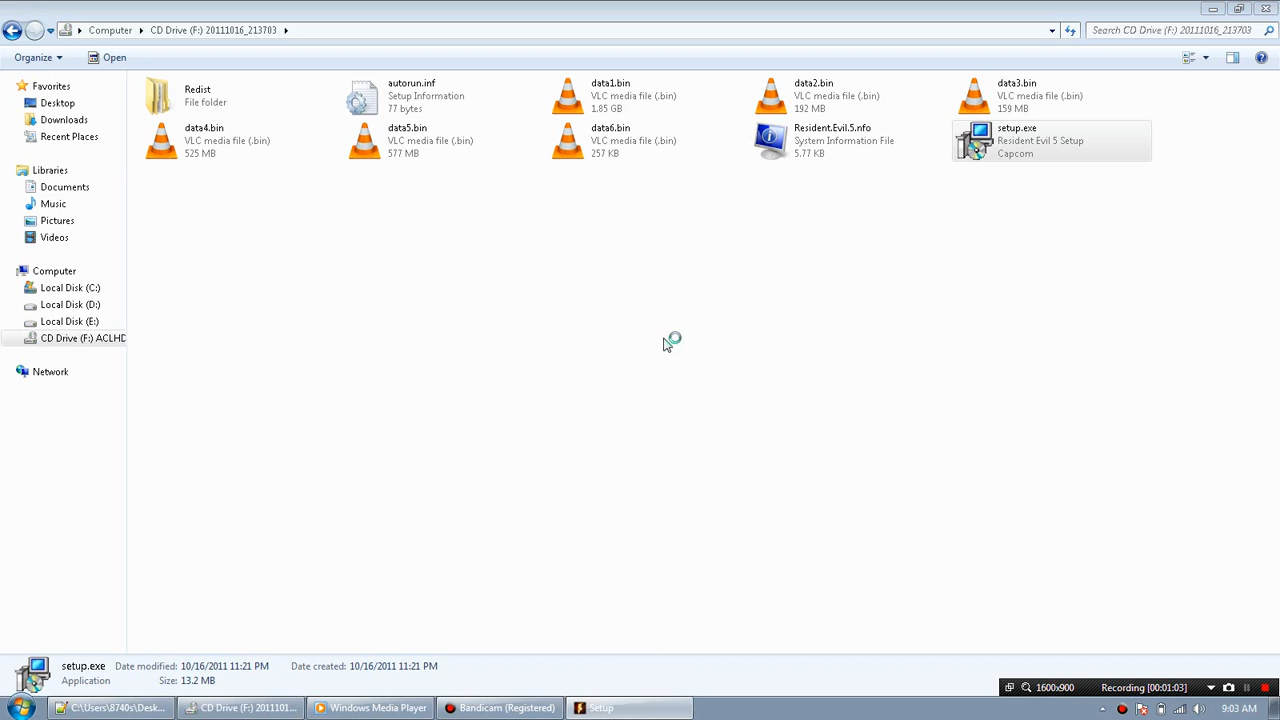 Computer
CD Drive (F:) 20111016_213703
Search CD Drive (F:) 20111016_213703
Organize
Open
Favorites
Desktop
Downloads
Recent Places
Libraries
Documents
Music
Pictures
Videos
Computer
Local Disk (C:)
Local Disk (D:)
Local Disk (E:)
CD Drive (F:) ACLHD
Network
Redist
File folder
autorun.inf
Setup Information
77 bytes
data1.bin
VLC media file (.bin)
1.85 GB
data2.bin
VLC media file (.bin)
192 MB
data3.bin
VLC media file (.bin)
159 MB
data4.bin
VLC media file (.bin)
525 MB
data5.bin
VLC media file (.bin)
577 MB
data6.bin
VLC media file (.bin)
257 KB
Resident.Evil.5.nfo
System Information File
5.77 KB
setup.exe
Resident Evil 5 Setup
Capcom
setup.exe Date modified: 10/16/2011 11:21 PM Date created: 10/16/2011 11:21 PM
Application Size: 13.2 MB
1600x900 Recording [00:01:03]
C:\Users\8740s\Desk...
CD Drive (F:) 2011101...
Windows Media Player
Bandicam (Registered)
Setup
9:03 AM